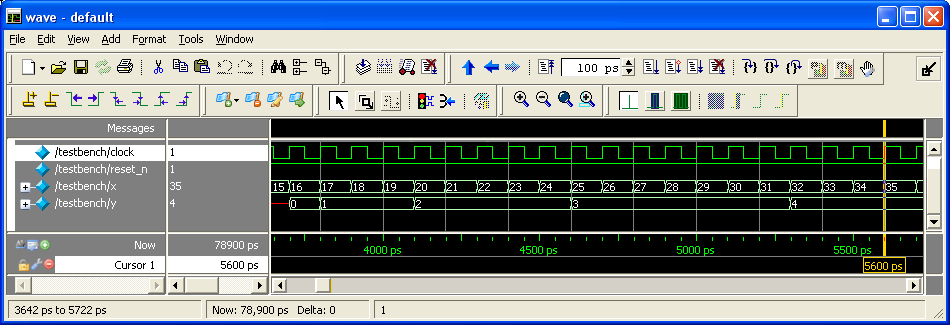 wave - default
File Edit View Add Format Tools Window
100 ps
Messages
/testbench/clock 1
/testbench/reset_n 1
/testbench/x 35 15 16 17 18 19 20 21 22 23 24 25 26 27 28 29 30 31 32 33 34 35
/testbench/y 4 0 1 2 3 4
Now 78900 ps 4000 ps 4500 ps 5000 ps 5500 ps
Cursor 1 5600 ps 5600 ps
3642 ps to 5722 ps Now: 78,900 ps Delta: 0 1